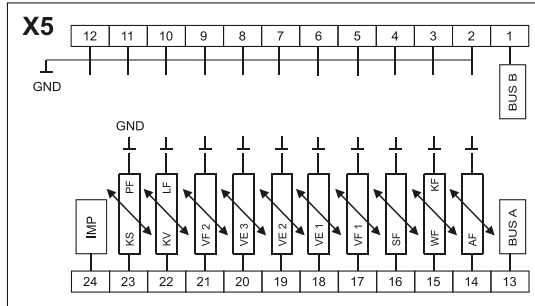 X5
12 11 10 9 8 7 6 5 4 3 2 1
GND
BUS B
GND
IMP
PF
KS
LF
KV
VF 2
VE 3
VE 2
VE 1
VF 1
SF
KF
WF
AF
BUS A
24 23 22 21 20 19 18 17 16 15 14 13